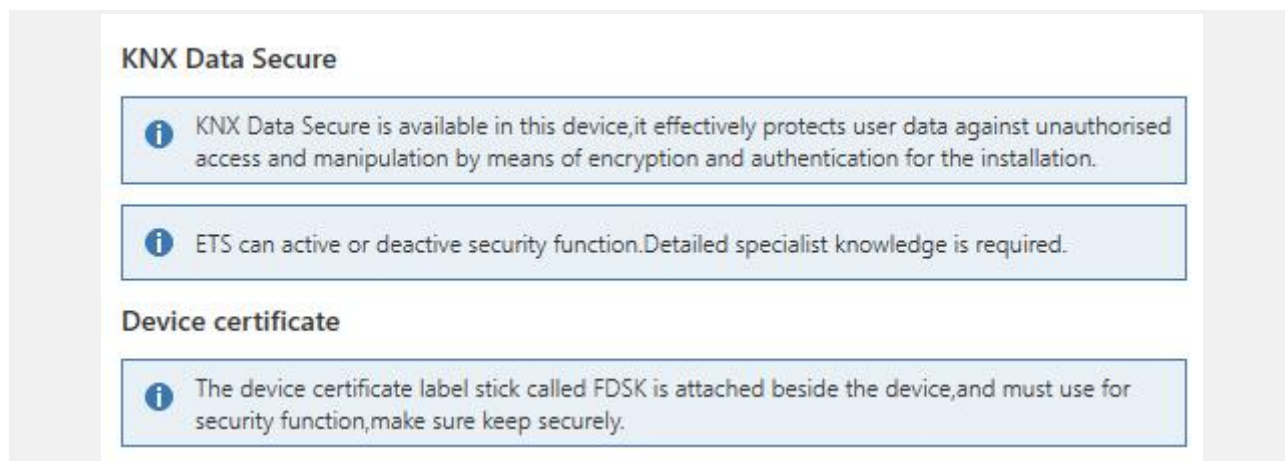 KNX Data Secure
KNX Data Secure is available in this device,it effectively protects user data against unauthorised
access and manipulation by means of encryption and authentication for the installation.
ETS can active or deactive security function.Detailed specialist knowledge is required.
Device certificate
The device certificate label stick called FDSK is attached beside the device,and must use for
security function,make sure keep securely.